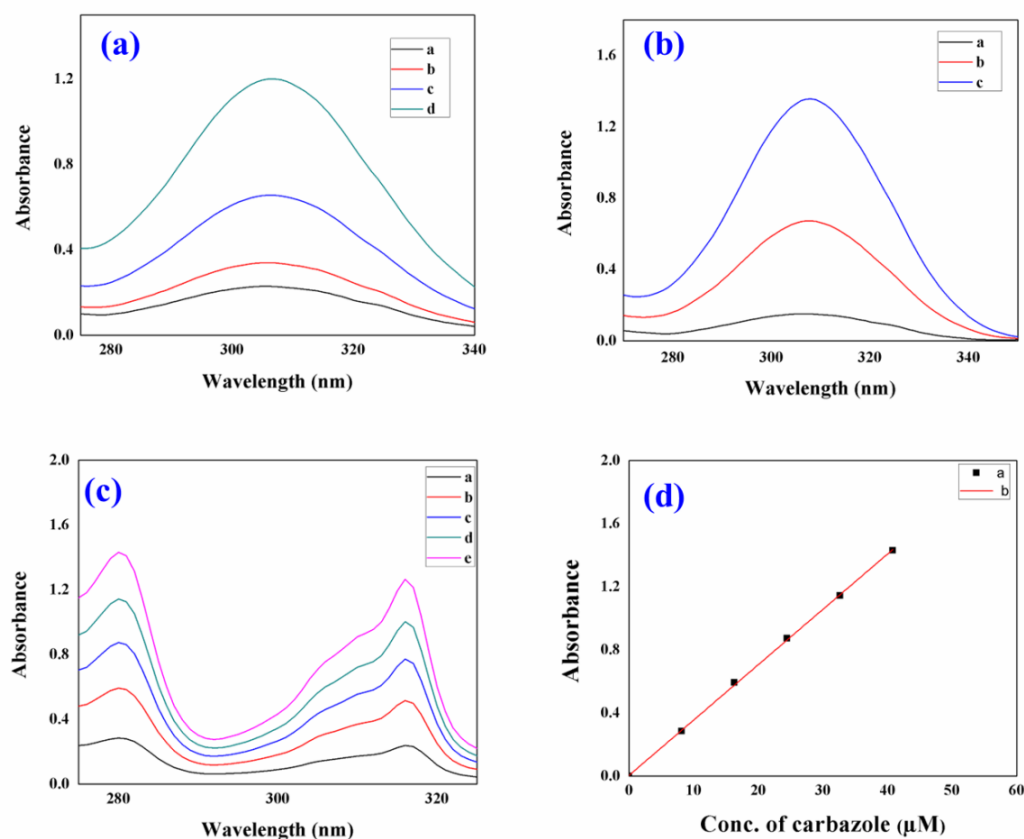 (a)
a
b
c
d
1.2
0.8
0.4
0.0
Absorbance
280
300
320
340
Wavelength (nm)
(b)
a
b
c
1.6
1.2
0.8
0.4
0.0
Absorbance
280
300
320
340
Wavelength (nm)
(c)
a
b
c
d
e
2.0
1.6
1.2
0.8
0.4
0.0
Absorbance
280
300
320
Wavelength (nm)
(d)
a
b
2.0
1.6
1.2
0.8
0.4
0.0
Absorbance
0
10
20
30
40
50
60
Conc. of carbazole (µM)